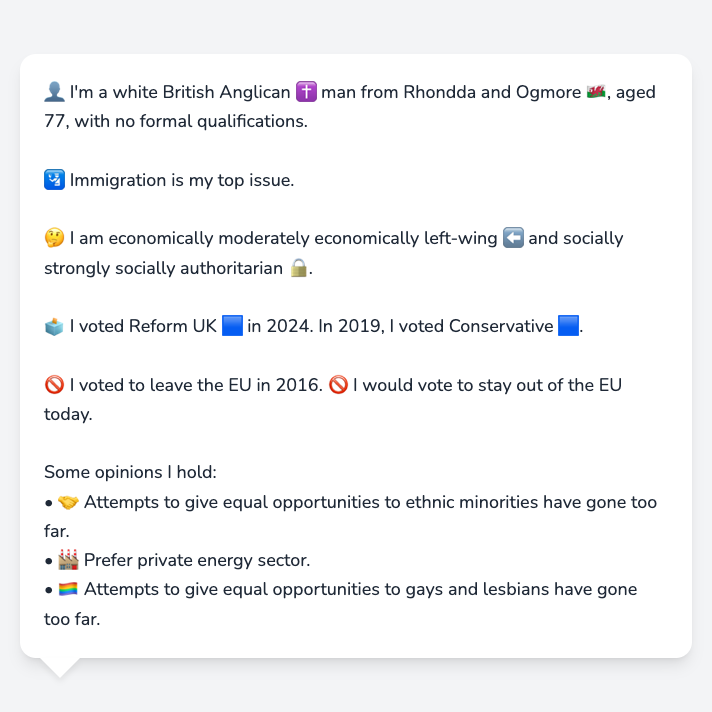 👤 I'm a white British Anglican ✝️ man from Rhondda and Ogmore 🏴󠁧󠁢󠁷󠁬󠁳󠁿, aged
77, with no formal qualifications.
🛂 Immigration is my top issue.
🤔 I am economically moderately economically left-wing ⬅️ and socially
strongly socially authoritarian 🔒.
🗳️ I voted Reform UK 🟦 in 2024. In 2019, I voted Conservative 🟦.
🚫 I voted to leave the EU in 2016. 🚫 I would vote to stay out of the EU
today.
Some opinions I hold:
• 🤝 Attempts to give equal opportunities to ethnic minorities have gone too
far.
• 🏭 Prefer private energy sector.
• 🏳️‍🌈 Attempts to give equal opportunities to gays and lesbians have gone
too far.